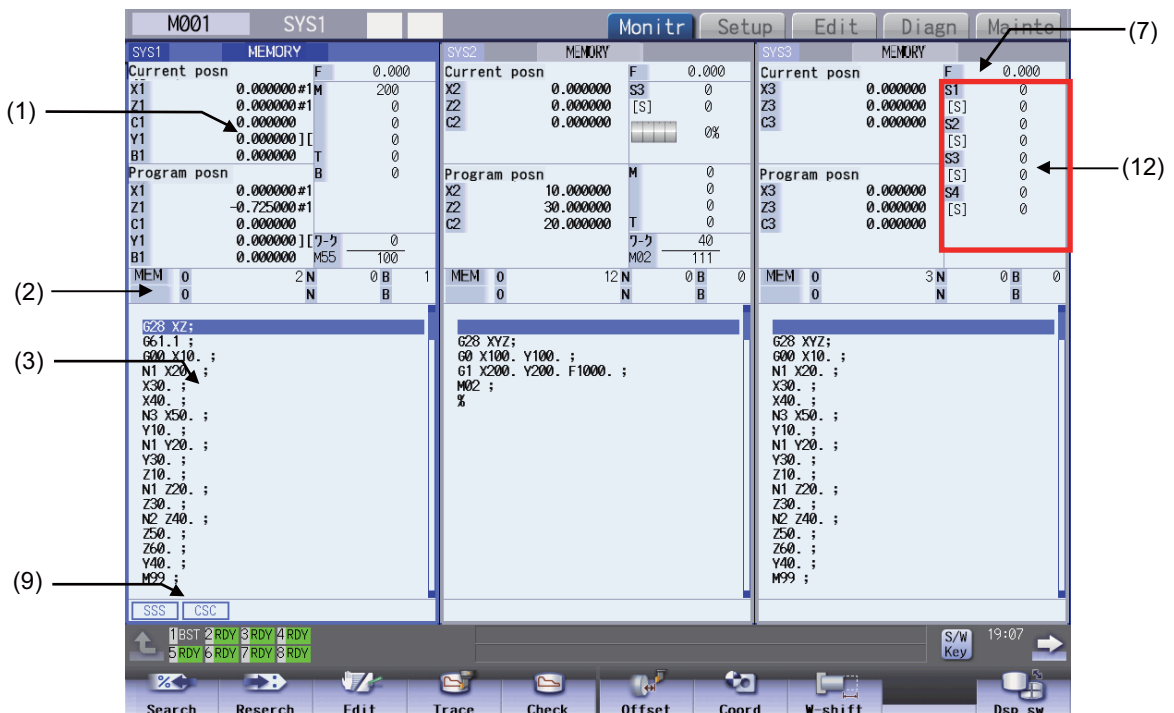 M001 SYS1 Monitr Setup Edit Diagn Mainte
(7)
SYS1 MEMORY
Current posn F 0.000
X1 0.000000#1 M 200
Z1 0.000000#1 0
C1 0.000000 0
Y1 0.000000][ 0
B1 0.000000 T 0
Program posn B 0
X1 0.000000#1
Z1 -0.725000#1
C1 0.000000
Y1 0.000000][ ワーク 0
B1 0.000000 M55 100
MEM O 2 N 0 B 1
O N B
G28 XZ;
G61.1 ;
G00 X10. ;
N1 X20. ;
X30. ;
X40. ;
N3 X50. ;
Y10. ;
N1 Y20. ;
Y30. ;
Z10. ;
N1 Z20. ;
Z30. ;
N2 Z40. ;
Z50. ;
Z60. ;
Y40. ;
M99 ;
SSS CSC
(1)
(2)
(3)
(9)
SYS2 MEMORY
Current posn F 0.000
X2 0.000000 S3 0
Z2 0.000000 [S] 0
C2 0.000000
0%
Program posn M 0
X2 10.000000 0
Z2 30.000000 0
C2 20.000000 T 0
ワーク 40
M02 111
MEM O 12 N 0 B 0
O N B
G28 XYZ;
G0 X100. Y100. ;
G1 X200. Y200. F1000. ;
M02 ;
%
SYS3 MEMORY
Current posn F 0.000
X3 0.000000 S1 0
Z3 0.000000 [S] 0
C3 0.000000 S2 0
[S] 0
S3 0
Program posn [S] 0
X3 0.000000 S4 0
Z3 0.000000 [S] 0
C3 0.000000
(12)
MEM O 3 N 0 B 0
O N B
G28 XYZ;
G00 X10. ;
N1 X20. ;
X30. ;
X40. ;
N3 X50. ;
Y10. ;
N1 Y20. ;
Y30. ;
Z10. ;
N1 Z20. ;
Z30. ;
N2 Z40. ;
Z50. ;
Z60. ;
Y40. ;
M99 ;
1 BST 2 RDY 3 RDY 4 RDY
5 RDY 6 RDY 7 RDY 8 RDY
S/W Key 19:07
Search Reserch Edit Trace Check Offset Coord W-shift Dsp sw